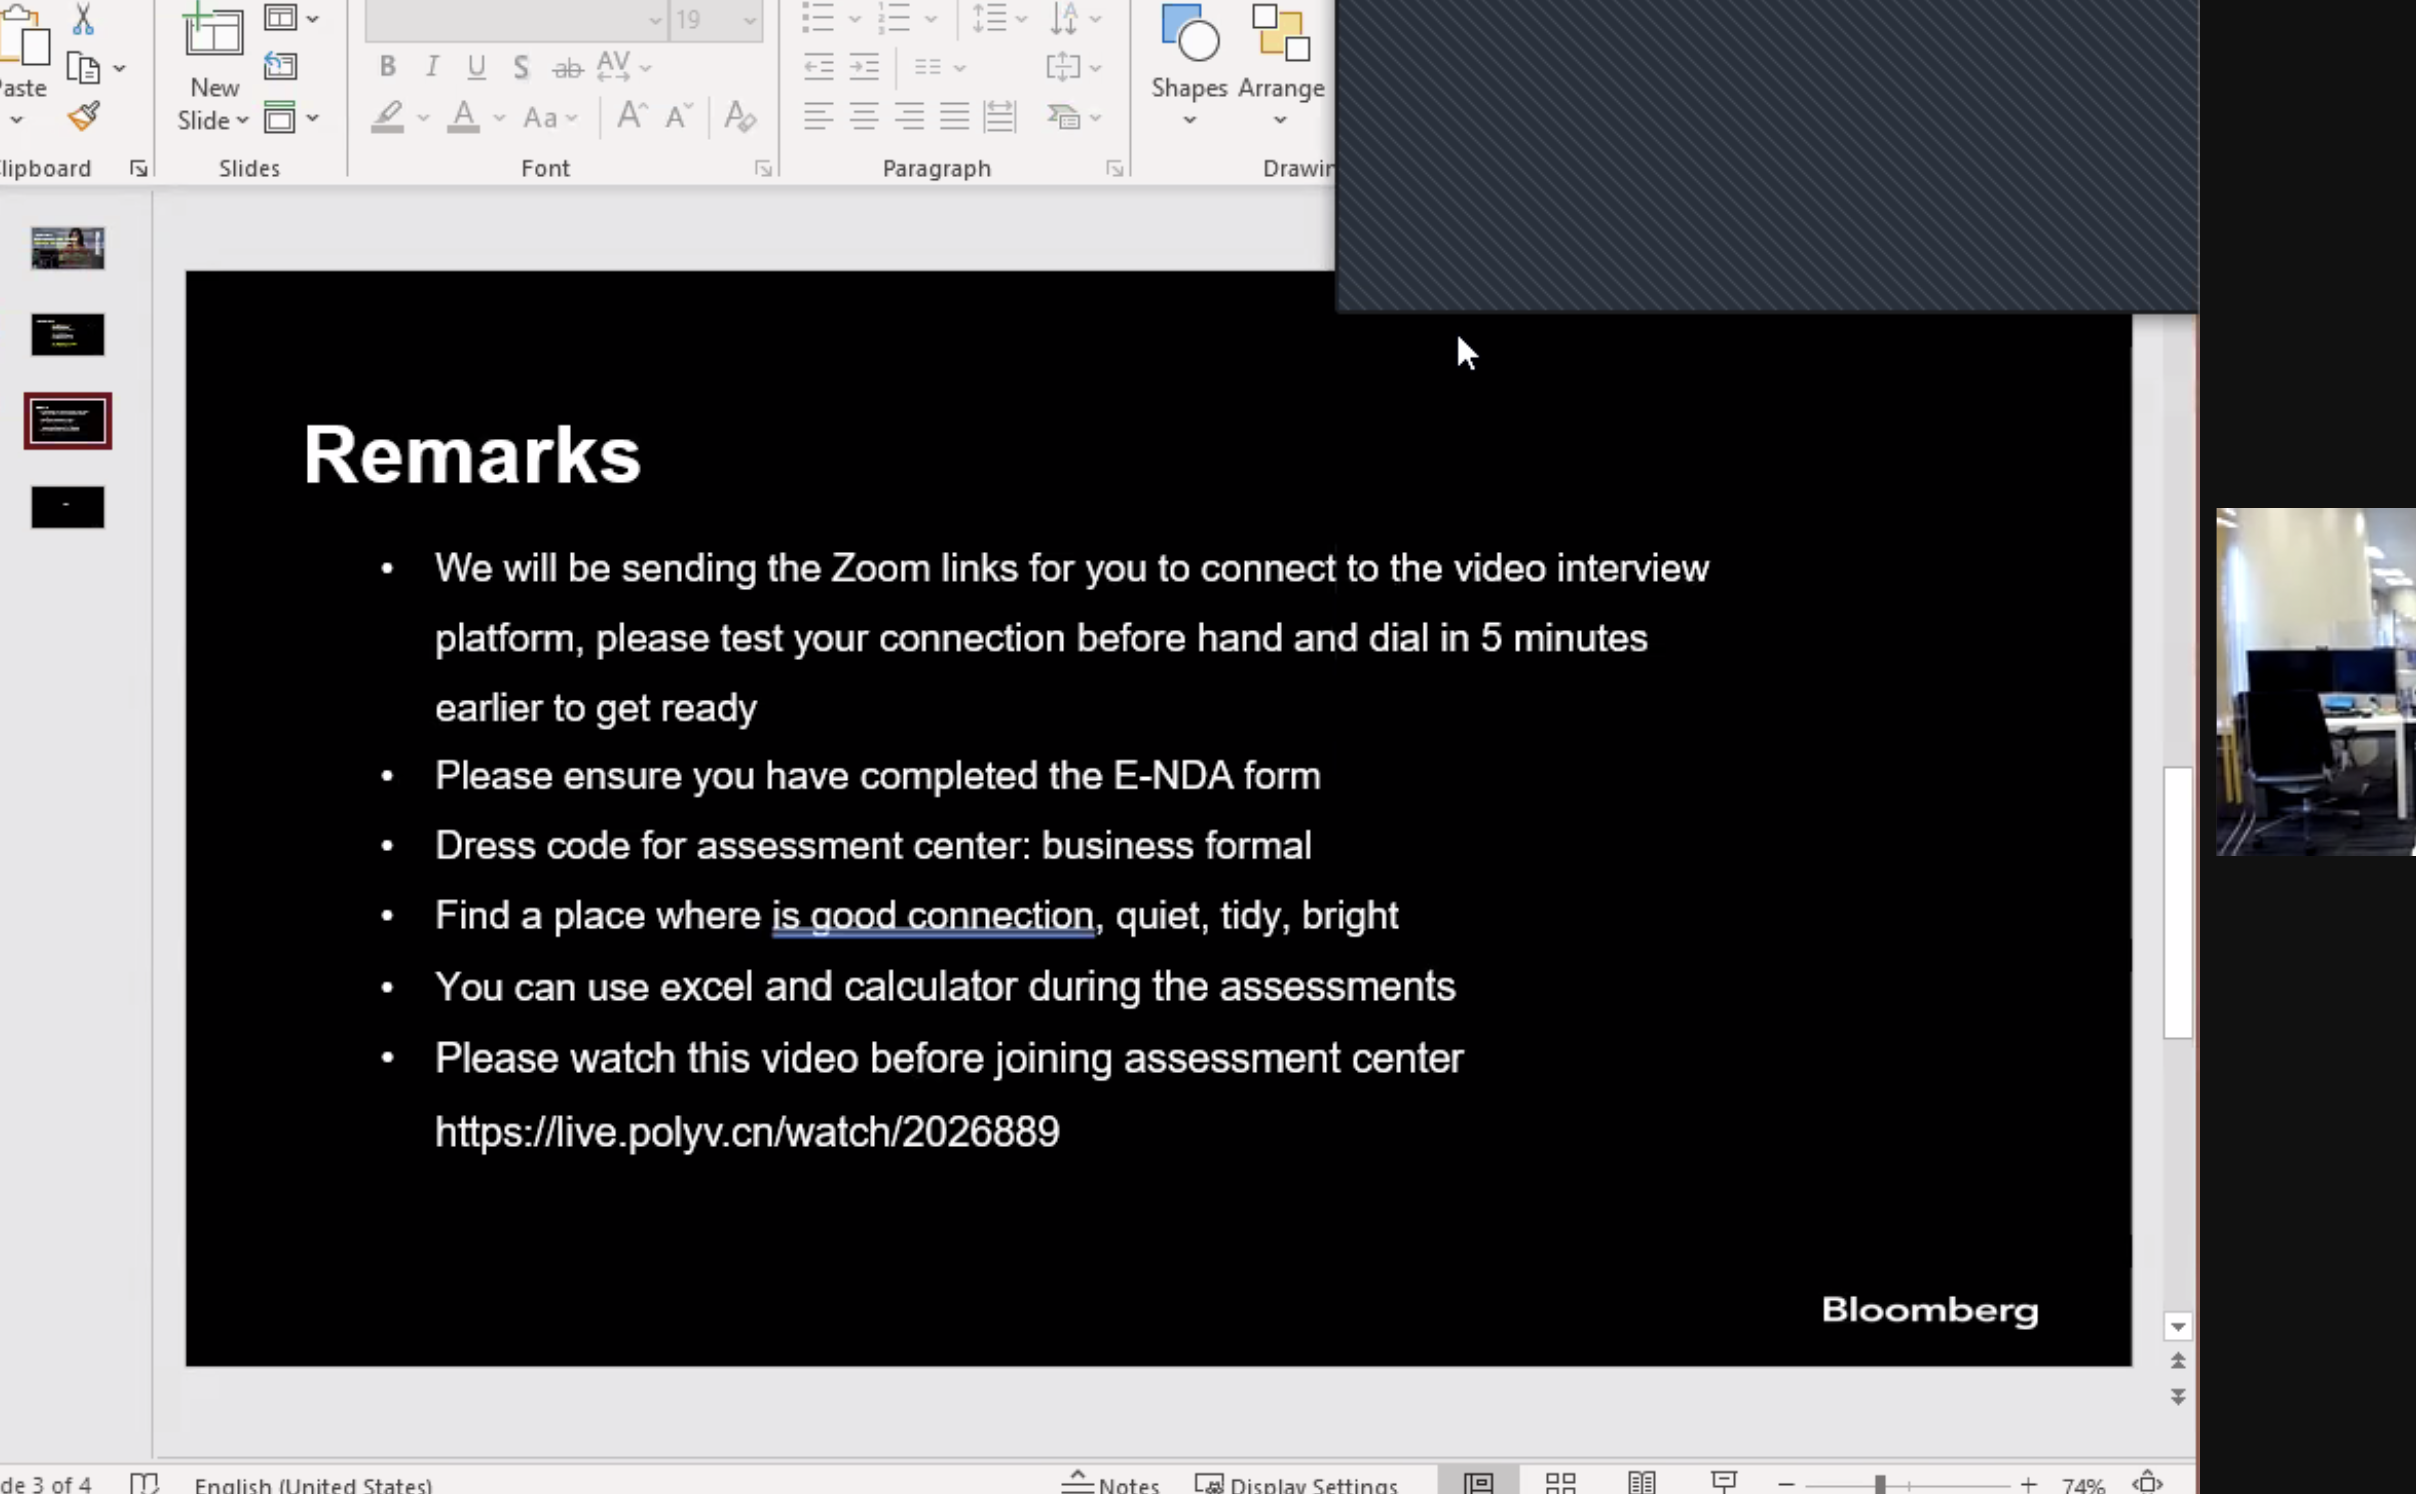 19
B I U S ab AV
A Aa A A A
New
Slide
Shapes Arrange
Slides
Font
Paragraph
Remarks
• We will be sending the Zoom links for you to connect to the video interview
platform, please test your connection before hand and dial in 5 minutes
earlier to get ready
• Please ensure you have completed the E-NDA form
• Dress code for assessment center: business formal
• Find a place where is good connection, quiet, tidy, bright
• You can use excel and calculator during the assessments
• Please watch this video before joining assessment center
https://live.polyv.cn/watch/2026889
Bloomberg
3 of 4 English (United States) Notes Display Settings 74%